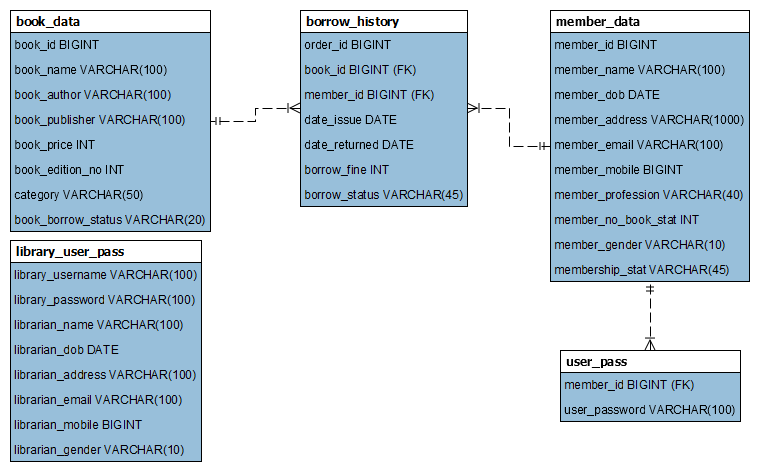 book_data
book_id BIGINT
book_name VARCHAR(100)
book_author VARCHAR(100)
book_publisher VARCHAR(100)
book_price INT
book_edition_no INT
category VARCHAR(50)
book_borrow_status VARCHAR(20)
borrow_history
order_id BIGINT
book_id BIGINT (FK)
member_id BIGINT (FK)
date_issue DATE
date_returned DATE
borrow_fine INT
borrow_status VARCHAR(45)
member_data
member_id BIGINT
member_name VARCHAR(100)
member_dob DATE
member_address VARCHAR(1000)
member_email VARCHAR(100)
member_mobile BIGINT
member_profession VARCHAR(40)
member_no_book_stat INT
member_gender VARCHAR(10)
membership_stat VARCHAR(45)
library_user_pass
library_username VARCHAR(100)
library_password VARCHAR(100)
librarian_name VARCHAR(100)
librarian_dob DATE
librarian_address VARCHAR(100)
librarian_email VARCHAR(100)
librarian_mobile BIGINT
librarian_gender VARCHAR(10)
user_pass
member_id BIGINT (FK)
user_password VARCHAR(100)